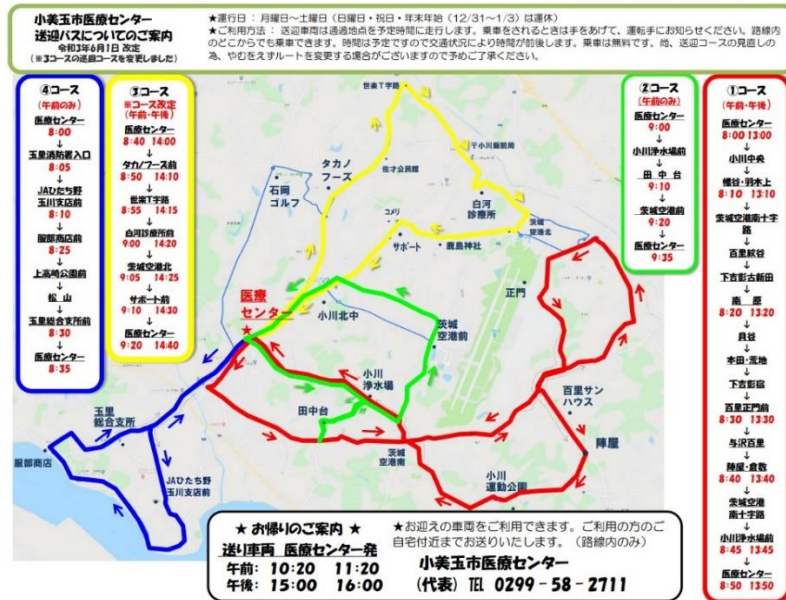 小美玉市医療センター
送迎バスについてのご案内
令和3年6月1日 改定
(※3コースの巡回コースを変更しました)
★運行日 : 月曜日～土曜日(日曜日・祝日・年末年始(12/31～1/3)は運休)
★ご利用方法 : 送迎車両は通過地点を予定時間に走行します。乗車をされるときは手をあげて、運転手にお知らせください。路線内
のどこからでも乗車できます。時間は予定ですので交通状況により時間が前後します。乗車は無料です。尚、送迎コースの見直しの
為、やむをえずルートを変更する場合がございますので予めご了承ください。
④コース
(午前のみ)
医療センター
8:00
↓
玉里消防署入口
8:05
↓
JAひたち野
玉川支店前
8:10
↓
服部商店前
8:25
↓
上高崎公園前
↓
松 山
↓
玉里総合支所前
8:30
↓
医療センター
8:35
③コース
※コース改定
(午前・午後)
医療センター
8:40 14:00
↓
タカノフーズ前
8:50 14:10
↓
世楽T字路
8:55 14:15
↓
白河診療所前
9:00 14:20
↓
茨城空港北
9:05 14:25
↓
サポート前
9:10 14:30
↓
医療センター
9:20 14:40
②コース
(午前のみ)
医療センター
9:00
↓
小川浄水場前
↓
田 中 台
9:10
↓
茨城空港前
9:20
↓
医療センター
9:35
①コース
(午前・午後)
医療センター
8:00 13:00
↓
小川中央
↓
幡谷・羽木上
8:10 13:10
↓
茨城空港南十字
路
↓
百里紋谷
↓
下吉影古新田
↓
南 原
8:20 13:20
↓
貝谷
↓
本田・荒地
↓
下吉影宿
↓
百里正門前
8:30 13:30
↓
与沢百里
↓
陣屋・倉数
8:40 13:40
↓
茨城空港
南十字路
↓
小川浄水場前
8:45 13:45
↓
医療センター
8:50 13:50
世楽T字路
〒小川飯前局
佐才公民館
タカノ
フーズ
石岡
ゴルフ
白河
診療所
コメリ
サポート
鹿島神社
茨城
空港北
正門
医療
センター
★
小川北中
茨城
空港前
小川
浄水場
田中台
百里サン
ハウス
陣屋
玉里
総合支所
茨城
空港南
小川
運動公園
服部商店
JAひたち野
玉川支店前
★ お帰りのご案内 ★
送り車両 医療センター発
午前: 10:20 11:20
午後: 15:00 16:00
★お迎えの車両をご利用できます。ご利用の方のご
自宅付近までお送りいたします。(路線内のみ)
小美玉市医療センター
(代表) TEL 0299-58-2711